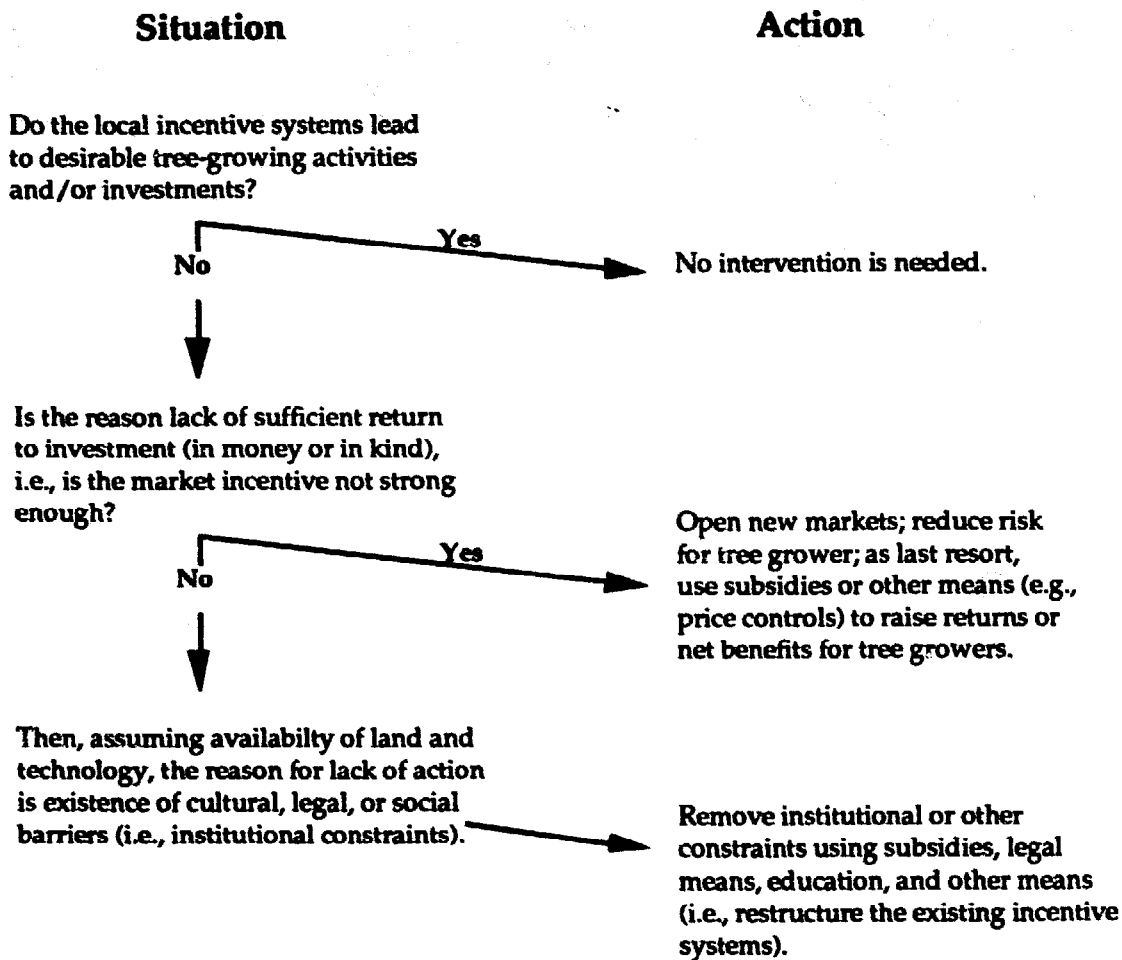 Situation
Action
Do the local incentive systems lead
to desirable tree-growing activities
and/or investments?
Yes
No
No intervention is needed.
Is the reason lack of sufficient return
to investment (in money or in kind),
i.e., is the market incentive not strong
enough?
Yes
No
Open new markets; reduce risk
for tree grower; as last resort,
use subsidies or other means (e.g.,
price controls) to raise returns or
net benefits for tree growers.
Then, assuming availabilty of land and
technology, the reason for lack of action
is existence of cultural, legal, or social
barriers (i.e., institutional constraints).
Remove institutional or other
constraints using subsidies, legal
means, education, and other means
(i.e., restructure the existing incentive
systems).